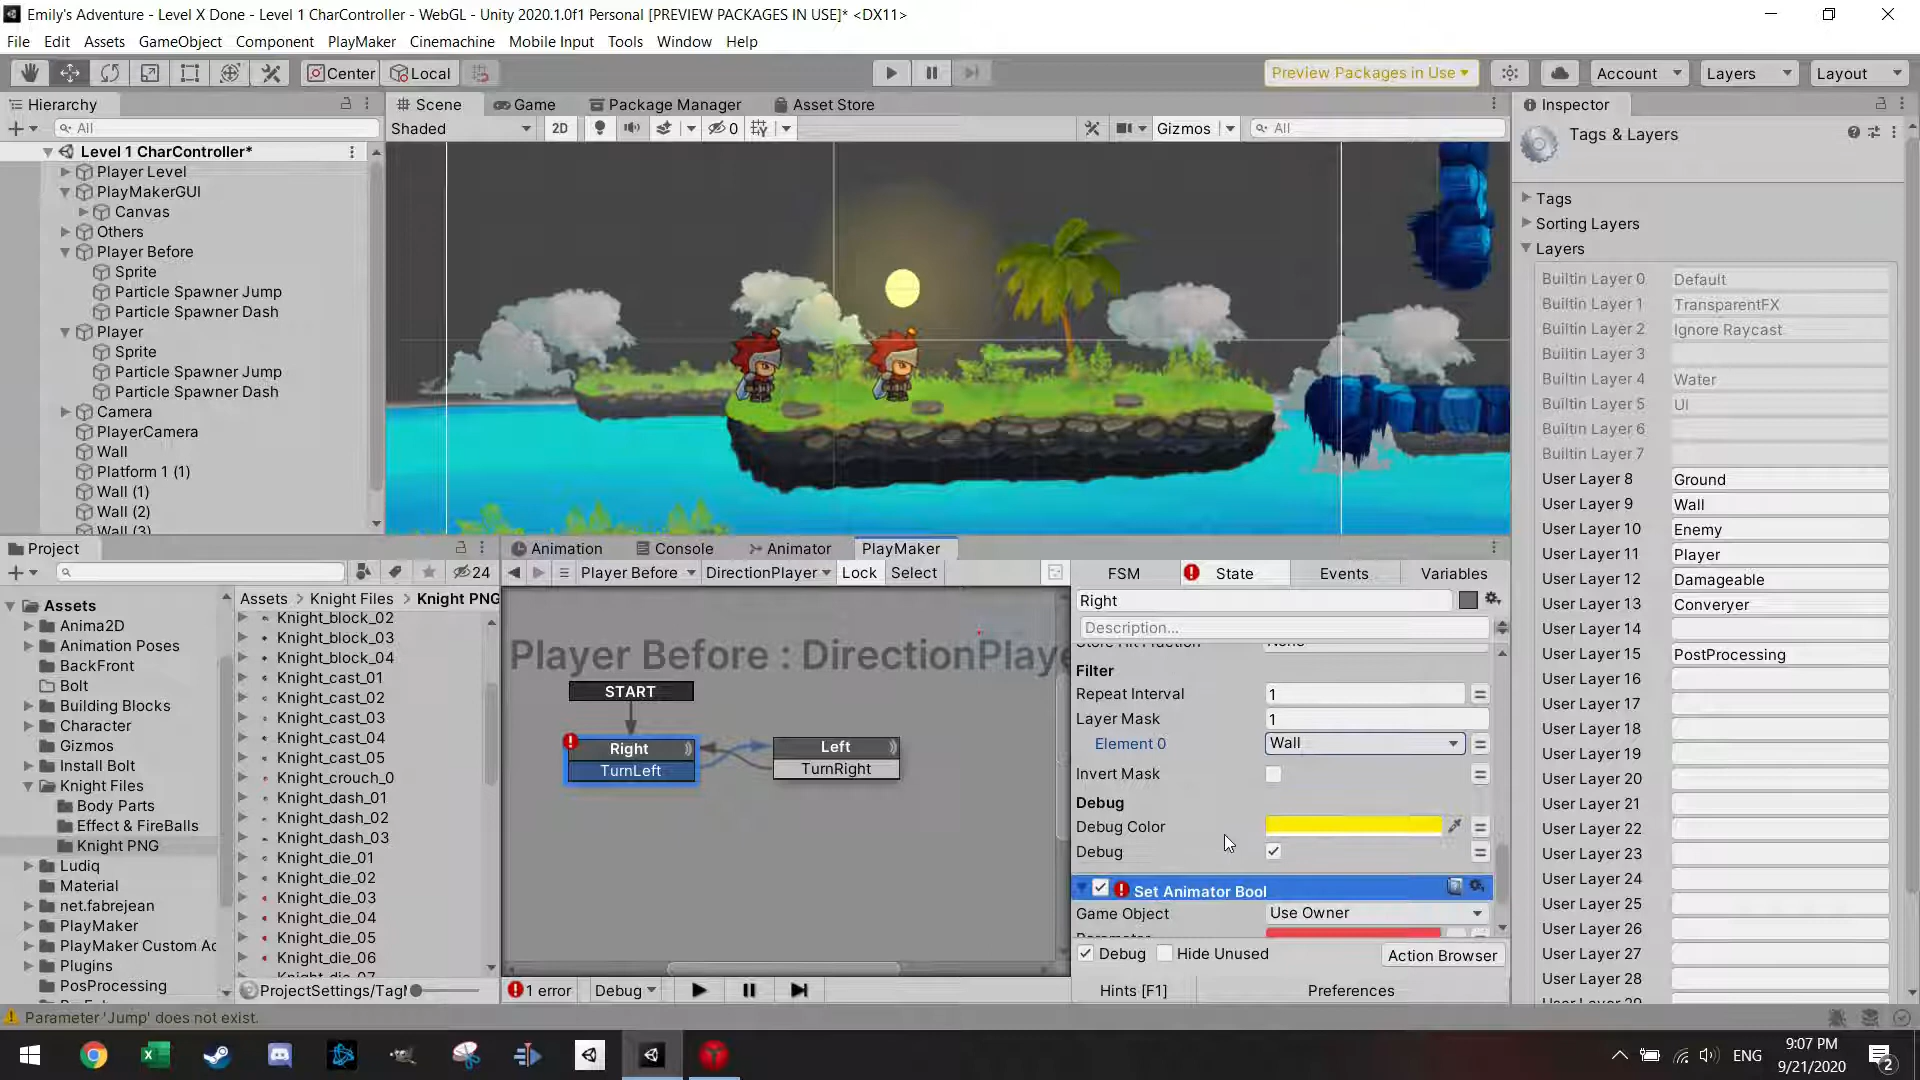 Emily's Adventure - Level X Done - Level 1 CharController - WebGL - Unity 2020.1.0f1 Personal [PREVIEW PACKAGES IN USE]* <DX11>
File Edit Assets GameObject Component PlayMaker Cinemachine Mobile Input Tools Window Help
Center Local Preview Packages in Use Account Layers Layout
Hierarchy
All
Level 1 CharController*
Player Level
PlayMakerGUI
Canvas
Others
Player Before
Sprite
Particle Spawner Jump
Particle Spawner Dash
Player
Sprite
Particle Spawner Jump
Particle Spawner Dash
Camera
PlayerCamera
Wall
Platform 1 (1)
Wall (1)
Wall (2)
Wall (3)
Scene Game Package Manager Asset Store
Shaded 2D 0 Gizmos All
Inspector
Tags & Layers
Tags
Sorting Layers
Layers
Builtin Layer 0 Default
Builtin Layer 1 TransparentFX
Builtin Layer 2 Ignore Raycast
Builtin Layer 3
Builtin Layer 4 Water
Builtin Layer 5 UI
Builtin Layer 6
Builtin Layer 7
User Layer 8 Ground
User Layer 9 Wall
User Layer 10 Enemy
User Layer 11 Player
User Layer 12 Damageable
User Layer 13 Converyer
User Layer 14
User Layer 15 PostProcessing
User Layer 16
User Layer 17
User Layer 18
User Layer 19
User Layer 20
User Layer 21
User Layer 22
User Layer 23
User Layer 24
User Layer 25
User Layer 26
User Layer 27
User Layer 28
Project
24
Assets
Anima2D
Animation Poses
BackFront
Bolt
Building Blocks
Character
Gizmos
Install Bolt
Knight Files
Body Parts
Effect & FireBalls
Knight PNG
Ludiq
Material
net.fabrejean
PlayMaker
PlayMaker Custom Ac
Plugins
PosProcessing
Assets > Knight Files > Knight PNG
Knight_block_02
Knight_block_03
Knight_block_04
Knight_cast_01
Knight_cast_02
Knight_cast_03
Knight_cast_04
Knight_cast_05
Knight_crouch_0
Knight_dash_01
Knight_dash_02
Knight_dash_03
Knight_die_01
Knight_die_02
Knight_die_03
Knight_die_04
Knight_die_05
Knight_die_06
Knight_die_07
ProjectSettings/TagM
Animation Console Animator PlayMaker
Player Before DirectionPlayer Lock Select
Player Before : DirectionPlaye
START
Right
TurnLeft
Left
TurnRight
1 error Debug
FSM State Events Variables
Right
Description...
Store Hit Fraction None
Filter
Repeat Interval 1
Layer Mask 1
Element 0 Wall
Invert Mask
Debug
Debug Color
Debug
Set Animator Bool
Game Object Use Owner
Parameter
Debug Hide Unused Action Browser
Hints [F1] Preferences
Parameter 'Jump' does not exist.
ENG
9:07 PM
9/21/2020
2